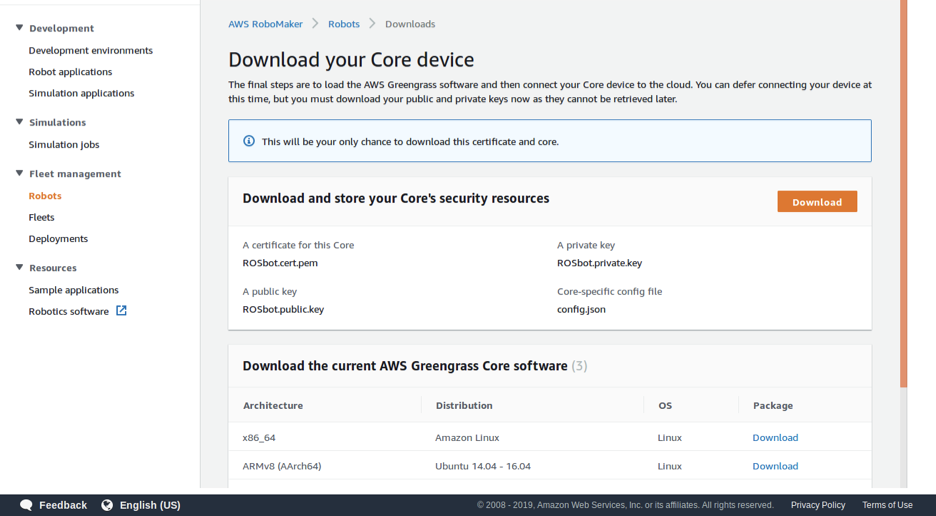 Development
Development environments
Robot applications
Simulation applications
Simulations
Simulation jobs
Fleet management
Robots
Fleets
Deployments
Resources
Sample applications
Robotics software
AWS RoboMaker > Robots > Downloads
Download your Core device
The final steps are to load the AWS Greengrass software and then connect your Core device to the cloud. You can defer connecting your device at
this time, but you must download your public and private keys now as they cannot be retrieved later.
This will be your only chance to download this certificate and core.
Download and store your Core's security resources
Download
A certificate for this Core
ROSbot.cert.pem
A private key
ROSbot.private.key
A public key
ROSbot.public.key
Core-specific config file
config.json
Download the current AWS Greengrass Core software (3)
Architecture Distribution OS Package
x86_64 Amazon Linux Linux Download
ARMv8 (AArch64) Ubuntu 14.04 - 16.04 Linux Download
Feedback English (US) © 2008 - 2019, Amazon Web Services, Inc. or its affiliates. All rights reserved. Privacy Policy Terms of Use